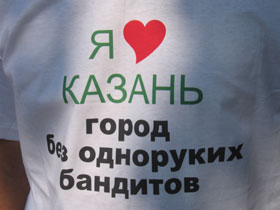 Я ❤
КАЗАНЬ
город
без одноруких
бандитов